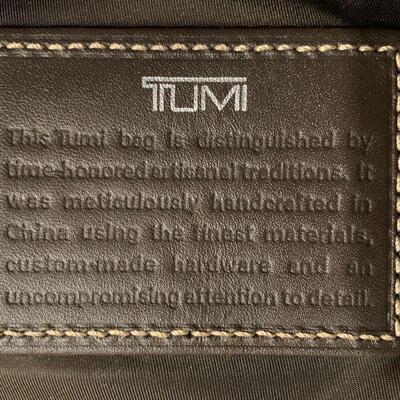 TUMI
This Tumi bag is distinguished by
time-honored artisanal traditions. It
was meticulously handcrafted in
China using the finest materials,
custom-made hardware and an
uncompromising attention to detail.